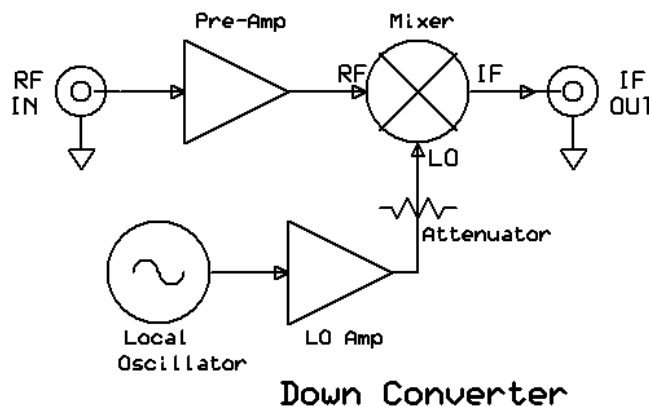 Pre-Amp
Mixer
RF
IN
RF
IF
IF
OUT
LO
Attenuator
Local
Oscillator
LO Amp
Down Converter